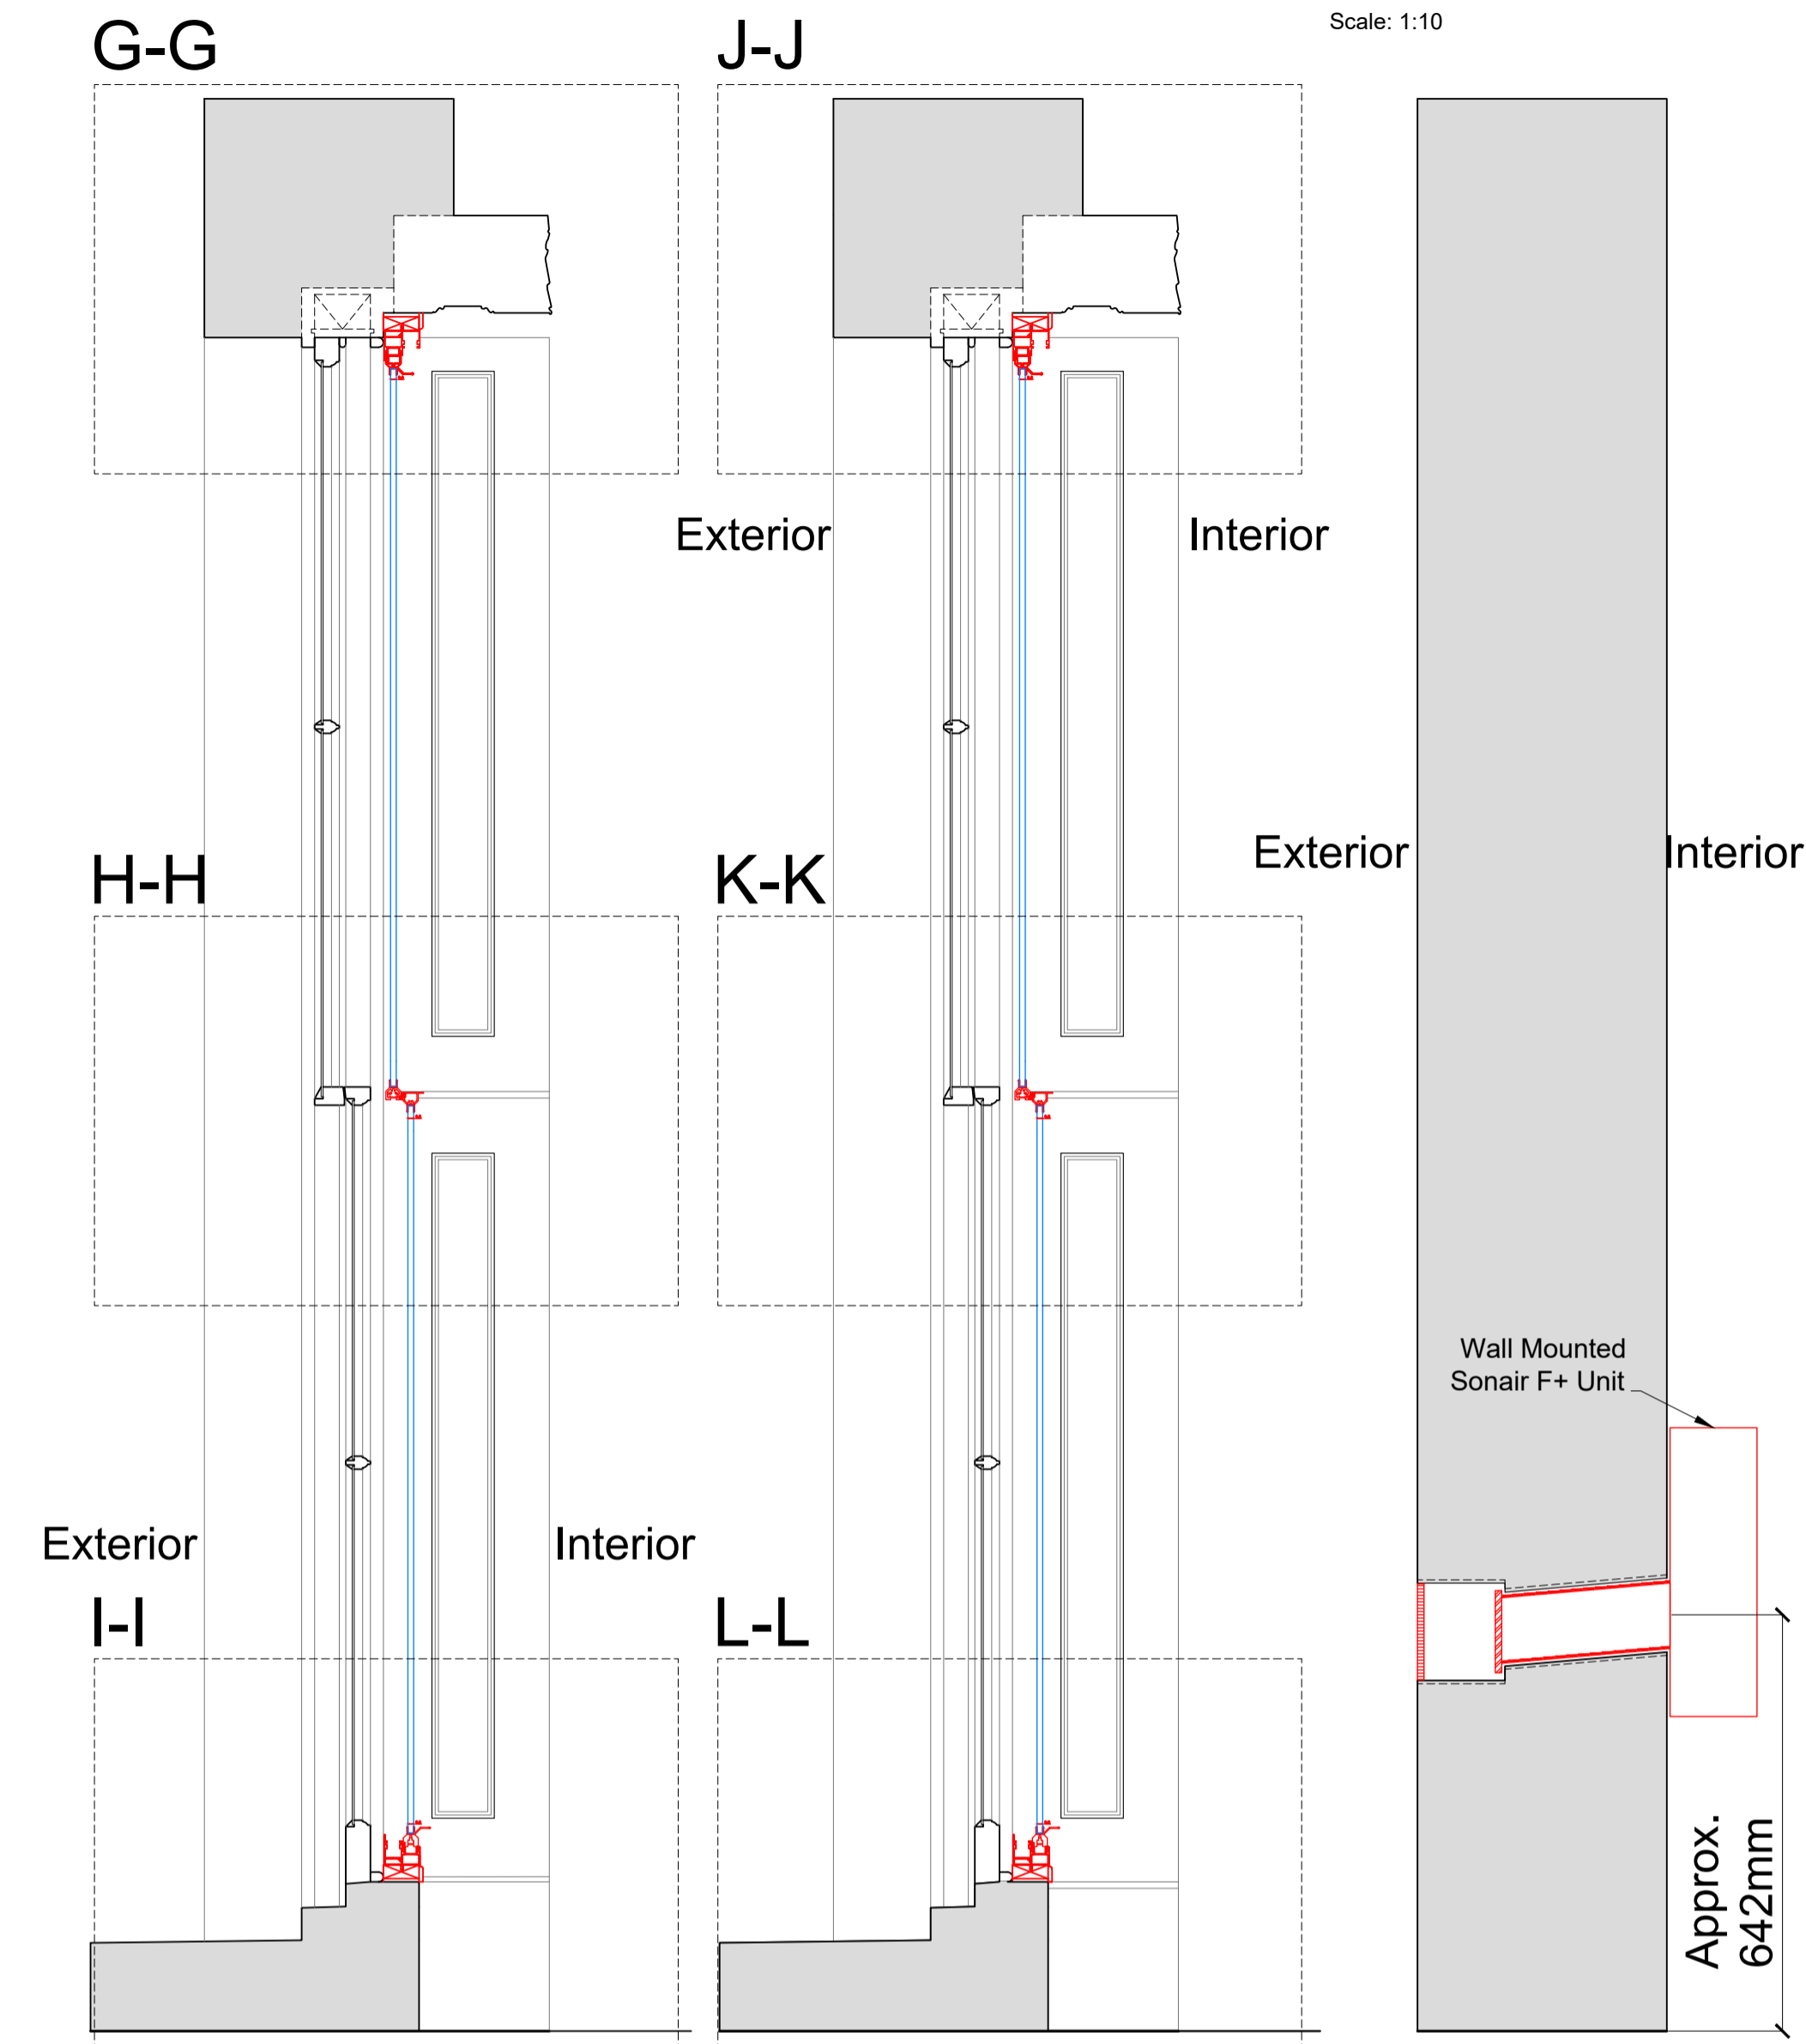 Scale: 1:10
G-G
J-J
Exterior
Interior
Exterior
Interior
H-H
K-K
Wall Mounted
Sonair F+ Unit
Exterior
Interior
I-I
L-L
Approx.
642mm